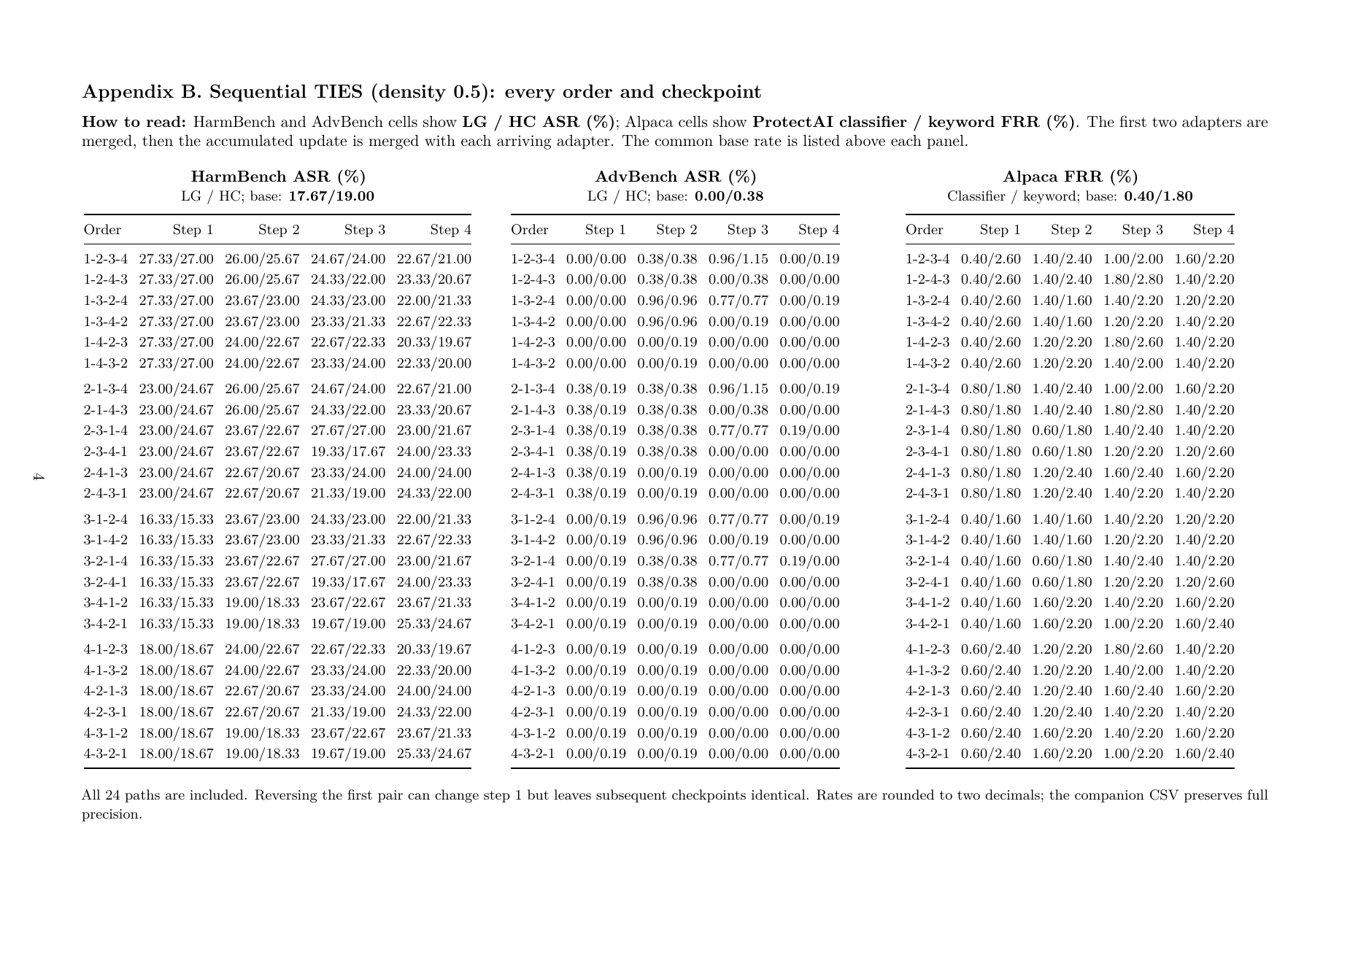 Appendix B. Sequential TIES (density 0.5): every order and checkpoint
How to read: HarmBench and AdvBench cells show LG / HC ASR (%); Alpaca cells show ProtectAI classifier / keyword FRR (%). The first two adapters are
merged, then the accumulated update is merged with each arriving adapter. The common base rate is listed above each panel.
HarmBench ASR (%)
LG / HC; base: 17.67/19.00
Order Step 1 Step 2 Step 3 Step 4
1-2-3-4 27.33/27.00 26.00/25.67 24.67/24.00 22.67/21.00
1-2-4-3 27.33/27.00 26.00/25.67 24.33/22.00 23.33/20.67
1-3-2-4 27.33/27.00 23.67/23.00 24.33/23.00 22.00/21.33
1-3-4-2 27.33/27.00 23.67/23.00 23.33/21.33 22.67/22.33
1-4-2-3 27.33/27.00 24.00/22.67 22.67/22.33 20.33/19.67
1-4-3-2 27.33/27.00 24.00/22.67 23.33/24.00 22.33/20.00
2-1-3-4 23.00/24.67 26.00/25.67 24.67/24.00 22.67/21.00
2-1-4-3 23.00/24.67 26.00/25.67 24.33/22.00 23.33/20.67
2-3-1-4 23.00/24.67 23.67/22.67 27.67/27.00 23.00/21.67
2-3-4-1 23.00/24.67 23.67/22.67 19.33/17.67 24.00/23.33
2-4-1-3 23.00/24.67 22.67/20.67 23.33/24.00 24.00/24.00
2-4-3-1 23.00/24.67 22.67/20.67 21.33/19.00 24.33/22.00
3-1-2-4 16.33/15.33 23.67/23.00 24.33/23.00 22.00/21.33
3-1-4-2 16.33/15.33 23.67/23.00 23.33/21.33 22.67/22.33
3-2-1-4 16.33/15.33 23.67/22.67 27.67/27.00 23.00/21.67
3-2-4-1 16.33/15.33 23.67/22.67 19.33/17.67 24.00/23.33
3-4-1-2 16.33/15.33 19.00/18.33 23.67/22.67 23.67/21.33
3-4-2-1 16.33/15.33 19.00/18.33 19.67/19.00 25.33/24.67
4-1-2-3 18.00/18.67 24.00/22.67 22.67/22.33 20.33/19.67
4-1-3-2 18.00/18.67 24.00/22.67 23.33/24.00 22.33/20.00
4-2-1-3 18.00/18.67 22.67/20.67 23.33/24.00 24.00/24.00
4-2-3-1 18.00/18.67 22.67/20.67 21.33/19.00 24.33/22.00
4-3-1-2 18.00/18.67 19.00/18.33 23.67/22.67 23.67/21.33
4-3-2-1 18.00/18.67 19.00/18.33 19.67/19.00 25.33/24.67
AdvBench ASR (%)
LG / HC; base: 0.00/0.38
Order Step 1 Step 2 Step 3 Step 4
1-2-3-4 0.00/0.00 0.38/0.38 0.96/1.15 0.00/0.19
1-2-4-3 0.00/0.00 0.38/0.38 0.00/0.38 0.00/0.00
1-3-2-4 0.00/0.00 0.96/0.96 0.77/0.77 0.00/0.19
1-3-4-2 0.00/0.00 0.96/0.96 0.00/0.19 0.00/0.00
1-4-2-3 0.00/0.00 0.00/0.19 0.00/0.00 0.00/0.00
1-4-3-2 0.00/0.00 0.00/0.19 0.00/0.00 0.00/0.00
2-1-3-4 0.38/0.19 0.38/0.38 0.96/1.15 0.00/0.19
2-1-4-3 0.38/0.19 0.38/0.38 0.00/0.38 0.00/0.00
2-3-1-4 0.38/0.19 0.38/0.38 0.77/0.77 0.19/0.00
2-3-4-1 0.38/0.19 0.38/0.38 0.00/0.00 0.00/0.00
2-4-1-3 0.38/0.19 0.00/0.19 0.00/0.00 0.00/0.00
2-4-3-1 0.38/0.19 0.00/0.19 0.00/0.00 0.00/0.00
3-1-2-4 0.00/0.19 0.96/0.96 0.77/0.77 0.00/0.19
3-1-4-2 0.00/0.19 0.96/0.96 0.00/0.19 0.00/0.00
3-2-1-4 0.00/0.19 0.38/0.38 0.77/0.77 0.19/0.00
3-2-4-1 0.00/0.19 0.38/0.38 0.00/0.00 0.00/0.00
3-4-1-2 0.00/0.19 0.00/0.19 0.00/0.00 0.00/0.00
3-4-2-1 0.00/0.19 0.00/0.19 0.00/0.00 0.00/0.00
4-1-2-3 0.00/0.19 0.00/0.19 0.00/0.00 0.00/0.00
4-1-3-2 0.00/0.19 0.00/0.19 0.00/0.00 0.00/0.00
4-2-1-3 0.00/0.19 0.00/0.19 0.00/0.00 0.00/0.00
4-2-3-1 0.00/0.19 0.00/0.19 0.00/0.00 0.00/0.00
4-3-1-2 0.00/0.19 0.00/0.19 0.00/0.00 0.00/0.00
4-3-2-1 0.00/0.19 0.00/0.19 0.00/0.00 0.00/0.00
Alpaca FRR (%)
Classifier / keyword; base: 0.40/1.80
Order Step 1 Step 2 Step 3 Step 4
1-2-3-4 0.40/2.60 1.40/2.40 1.00/2.00 1.60/2.20
1-2-4-3 0.40/2.60 1.40/2.40 1.80/2.80 1.40/2.20
1-3-2-4 0.40/2.60 1.40/1.60 1.40/2.20 1.20/2.20
1-3-4-2 0.40/2.60 1.40/1.60 1.20/2.20 1.40/2.20
1-4-2-3 0.40/2.60 1.20/2.20 1.80/2.60 1.40/2.20
1-4-3-2 0.40/2.60 1.20/2.20 1.40/2.00 1.40/2.20
2-1-3-4 0.80/1.80 1.40/2.40 1.00/2.00 1.60/2.20
2-1-4-3 0.80/1.80 1.40/2.40 1.80/2.80 1.40/2.20
2-3-1-4 0.80/1.80 0.60/1.80 1.40/2.40 1.40/2.20
2-3-4-1 0.80/1.80 0.60/1.80 1.20/2.20 1.20/2.60
2-4-1-3 0.80/1.80 1.20/2.40 1.60/2.40 1.60/2.20
2-4-3-1 0.80/1.80 1.20/2.40 1.40/2.20 1.40/2.20
3-1-2-4 0.40/1.60 1.40/1.60 1.40/2.20 1.20/2.20
3-1-4-2 0.40/1.60 1.40/1.60 1.20/2.20 1.40/2.20
3-2-1-4 0.40/1.60 0.60/1.80 1.40/2.40 1.40/2.20
3-2-4-1 0.40/1.60 0.60/1.80 1.20/2.20 1.20/2.60
3-4-1-2 0.40/1.60 1.60/2.20 1.40/2.20 1.60/2.20
3-4-2-1 0.40/1.60 1.60/2.20 1.00/2.20 1.60/2.40
4-1-2-3 0.60/2.40 1.20/2.20 1.80/2.60 1.40/2.20
4-1-3-2 0.60/2.40 1.20/2.20 1.40/2.00 1.40/2.20
4-2-1-3 0.60/2.40 1.20/2.40 1.60/2.40 1.60/2.20
4-2-3-1 0.60/2.40 1.20/2.40 1.40/2.20 1.40/2.20
4-3-1-2 0.60/2.40 1.60/2.20 1.40/2.20 1.60/2.20
4-3-2-1 0.60/2.40 1.60/2.20 1.00/2.20 1.60/2.40
All 24 paths are included. Reversing the first pair can change step 1 but leaves subsequent checkpoints identical. Rates are rounded to two decimals; the companion CSV preserves full
precision.
4